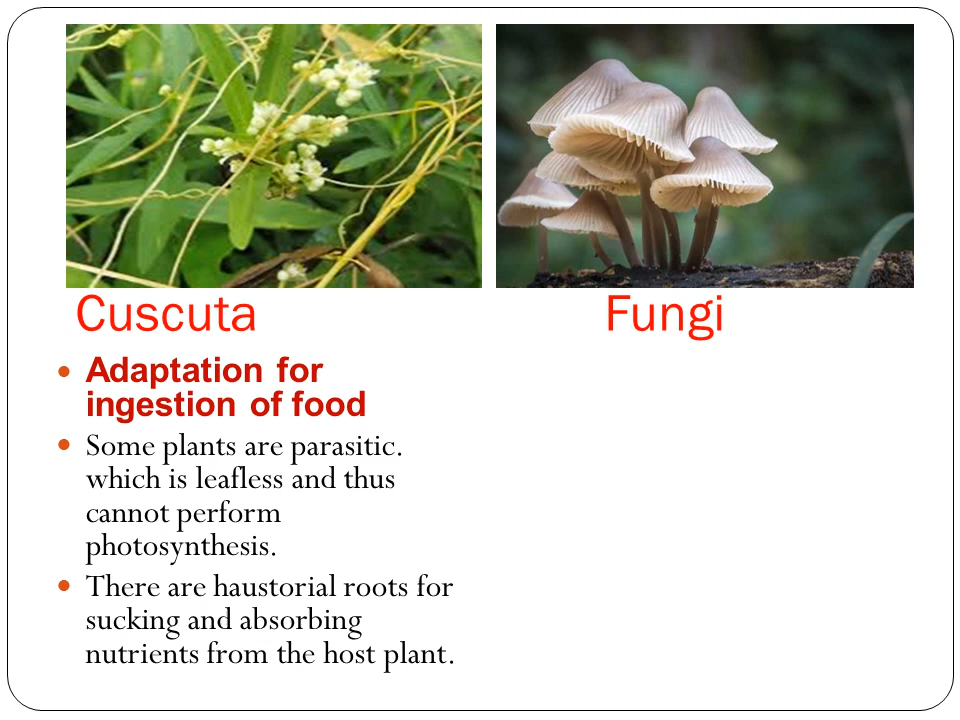 Cuscuta
Fungi
Adaptation for
ingestion of food
Some plants are parasitic.
which is leafless and thus
cannot perform
photosynthesis.
There are haustorial roots for
sucking and absorbing
nutrients from the host plant.